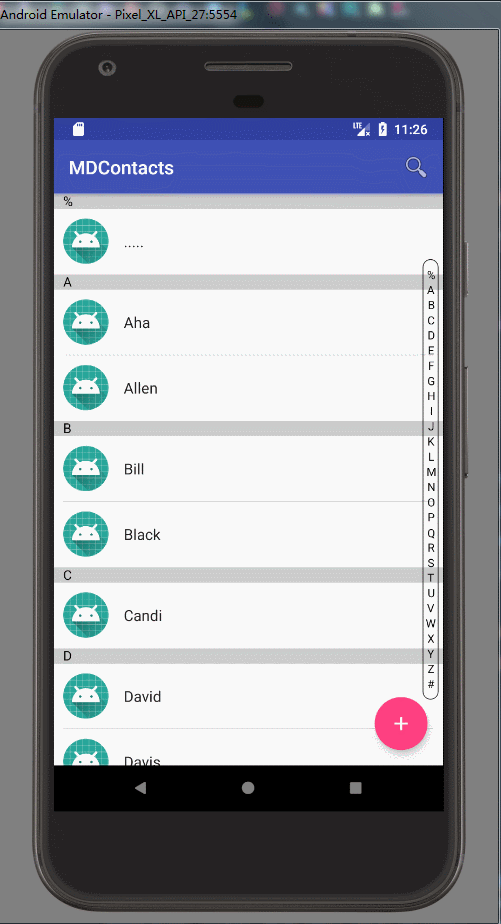 Android Emulator - Pixel_XL_API_27:5554
LTE
11:26
MDContacts
%
.....
A
Aha
Allen
B
Bill
Black
C
Candi
D
David
Davis
%
A
B
C
D
E
F
G
H
I
J
K
L
M
N
O
P
Q
R
S
T
U
V
W
X
Y
Z
#
+